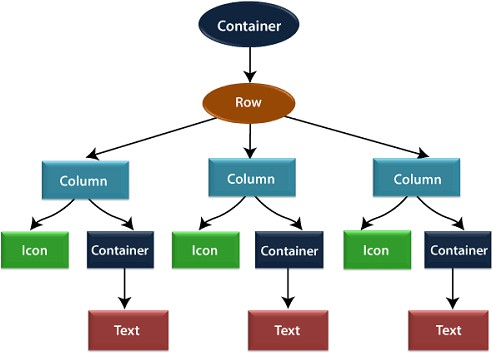 Container
Row
Column
Column
Column
Icon
Container
Icon
Container
Icon
Container
Text
Text
Text